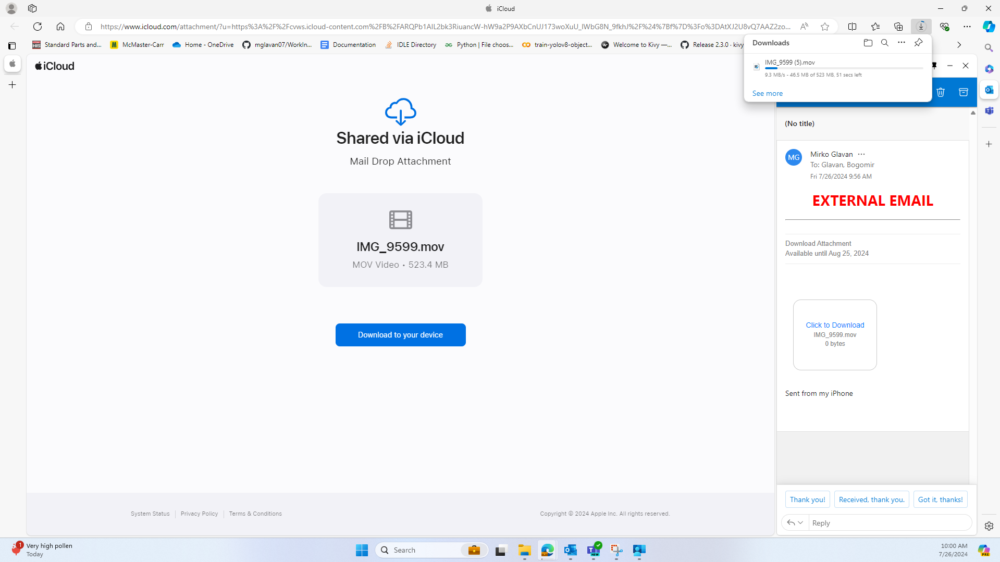 iCloud
https://www.icloud.com/attachment/?u=https%3A%2F%2Fcvws.icloud-content.com%2FB%2FARQPb1AIL2bk3RiuancW-hW9a2P9AXbCnUJ173woXuU_IWbG8N_9fkhJ%2F%24%7Bf%7D%3Fo%3DAtXJ2U8vQ7AAZ2zo...
Standard Parts and...
McMaster-Carr
Home - OneDrive
mglavan07/WorkIn...
Documentation
IDLE Directory
Python | File choos...
train-yolov8-object...
Welcome to Kivy —...
Release 2.3.0 · kivy
Downloads
IMG_9599 (5).mov
9.3 MB/s - 46.5 MB of 523 MB, 51 secs left
See more
iCloud
Shared via iCloud
Mail Drop Attachment
IMG_9599.mov
MOV Video • 523.4 MB
Download to your device
System Status
Privacy Policy
Terms & Conditions
Copyright © 2024 Apple Inc. All rights reserved.
(No title)
MG
Mirko Glavan
To: Glavan, Bogomir
Fri 7/26/2024 9:56 AM
EXTERNAL EMAIL
Download Attachment
Available until Aug 25, 2024
Click to Download
IMG_9599.mov
0 bytes
Sent from my iPhone
Thank you!
Received, thank you.
Got it, thanks!
Reply
1
Very high pollen
Today
Search
NEW
10:00 AM
7/26/2024
PRE